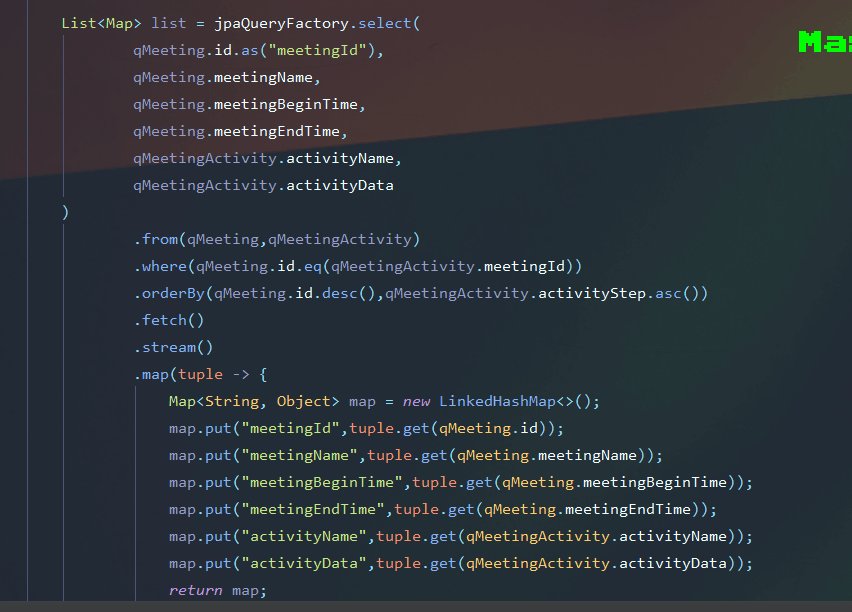 List<Map> list = jpaQueryFactory.select(
qMeeting.id.as("meetingId"),
qMeeting.meetingName,
qMeeting.meetingBeginTime,
qMeeting.meetingEndTime,
qMeetingActivity.activityName,
qMeetingActivity.activityData
)
.from(qMeeting,qMeetingActivity)
.where(qMeeting.id.eq(qMeetingActivity.meetingId))
.orderBy(qMeeting.id.desc(),qMeetingActivity.activityStep.asc())
.fetch()
.stream()
.map(tuple -> {
Map<String, Object> map = new LinkedHashMap<>();
map.put("meetingId",tuple.get(qMeeting.id));
map.put("meetingName",tuple.get(qMeeting.meetingName));
map.put("meetingBeginTime",tuple.get(qMeeting.meetingBeginTime));
map.put("meetingEndTime",tuple.get(qMeeting.meetingEndTime));
map.put("activityName",tuple.get(qMeetingActivity.activityName));
map.put("activityData",tuple.get(qMeetingActivity.activityData));
return map;